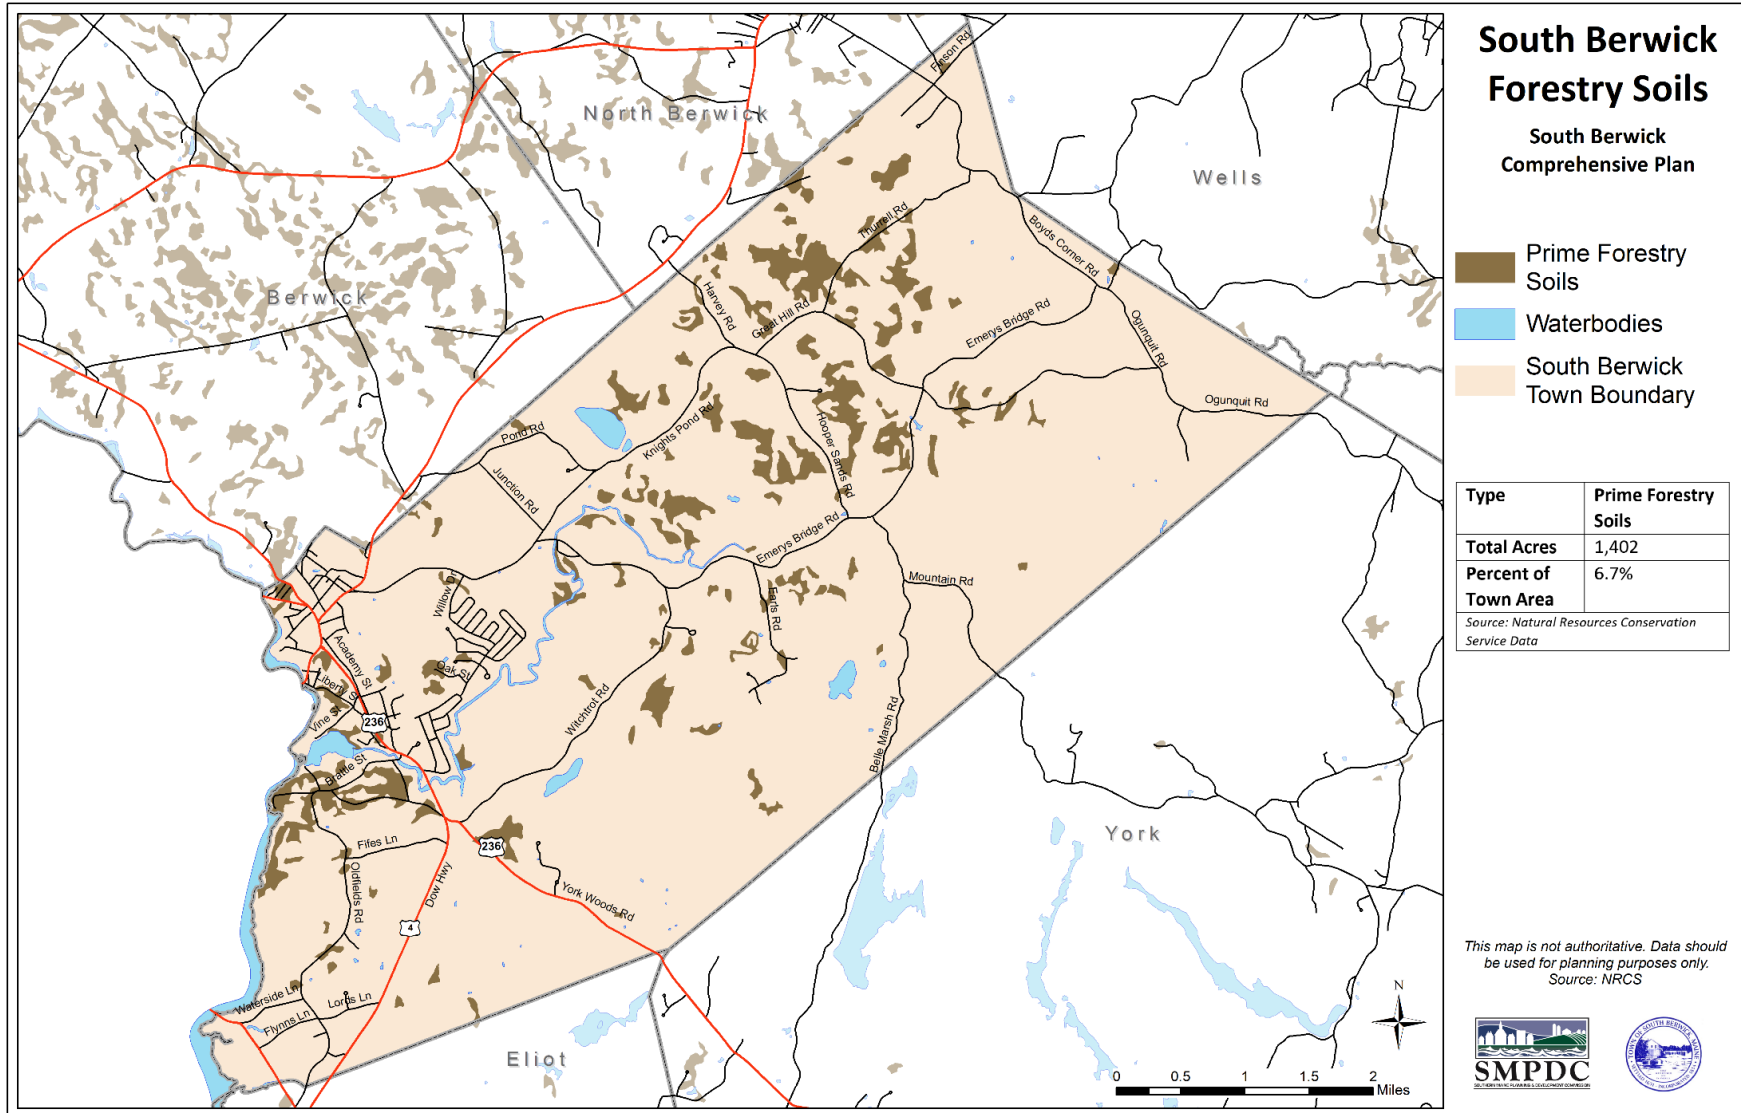 South Berwick
Forestry Soils
South Berwick
Comprehensive Plan
Prime Forestry
Soils
Waterbodies
South Berwick
Town Boundary
Type
Prime Forestry
Soils
Total Acres
1,402
Percent of
Town Area
6.7%
Source: Natural Resources Conservation
Service Data
This map is not authoritative. Data should
be used for planning purposes only.
Source: NRCS
N
0 0.5 1 1.5 2
Miles
SMPDC
SOUTHERN MAINE PLANNING & DEVELOPMENT COMMISSION
North Berwick
Wells
Berwick
York
Eliot
Finson Rd
Thurrell Rd
Boyds Corner Rd
Harvey Rd
Great Hill Rd
Emerys Bridge Rd
Ogunquit Rd
Ogunquit Rd
Pond Rd
Knights Pond Rd
Hooper Sands Rd
Junction Rd
Emerys Bridge Rd
Mountain Rd
Willow Dr
Earls Rd
Academy St
Oak St
Liberty St
Vine St
236
Witchtrot Rd
Belle Marsh Rd
Brattle St
Fifes Ln
236
Oldfields Rd
Dow Hwy
York Woods Rd
4
Waterside Ln
Lords Ln
Flynns Ln